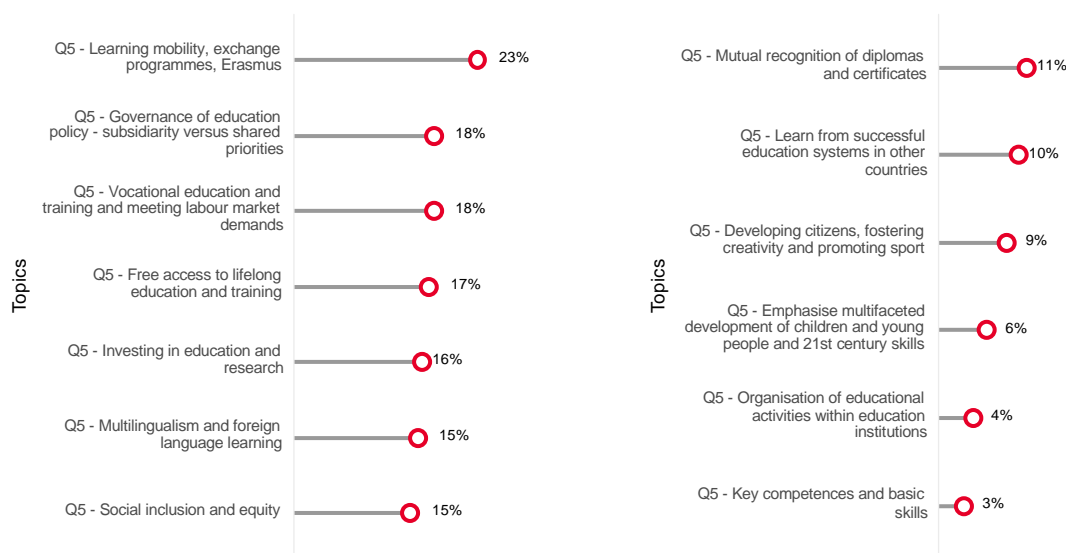 Topics
Q5 - Learning mobility, exchange
programmes, Erasmus
23%
Q5 - Governance of education
policy - subsidiarity versus shared
priorities
18%
Q5 - Vocational education and
training and meeting labour market
demands
18%
Q5 - Free access to lifelong
education and training
17%
Q5 - Investing in education and
research
16%
Q5 - Multilingualism and foreign
language learning
15%
Q5 - Social inclusion and equity
15%
Topics
Q5 - Mutual recognition of diplomas
and certificates
11%
Q5 - Learn from successful
education systems in other
countries
10%
Q5 - Developing citizens, fostering
creativity and promoting sport
9%
Q5 - Emphasise multifaceted
development of children and young
people and 21st century skills
6%
Q5 - Organisation of educational
activities within education
institutions
4%
Q5 - Key competences and basic
skills
3%